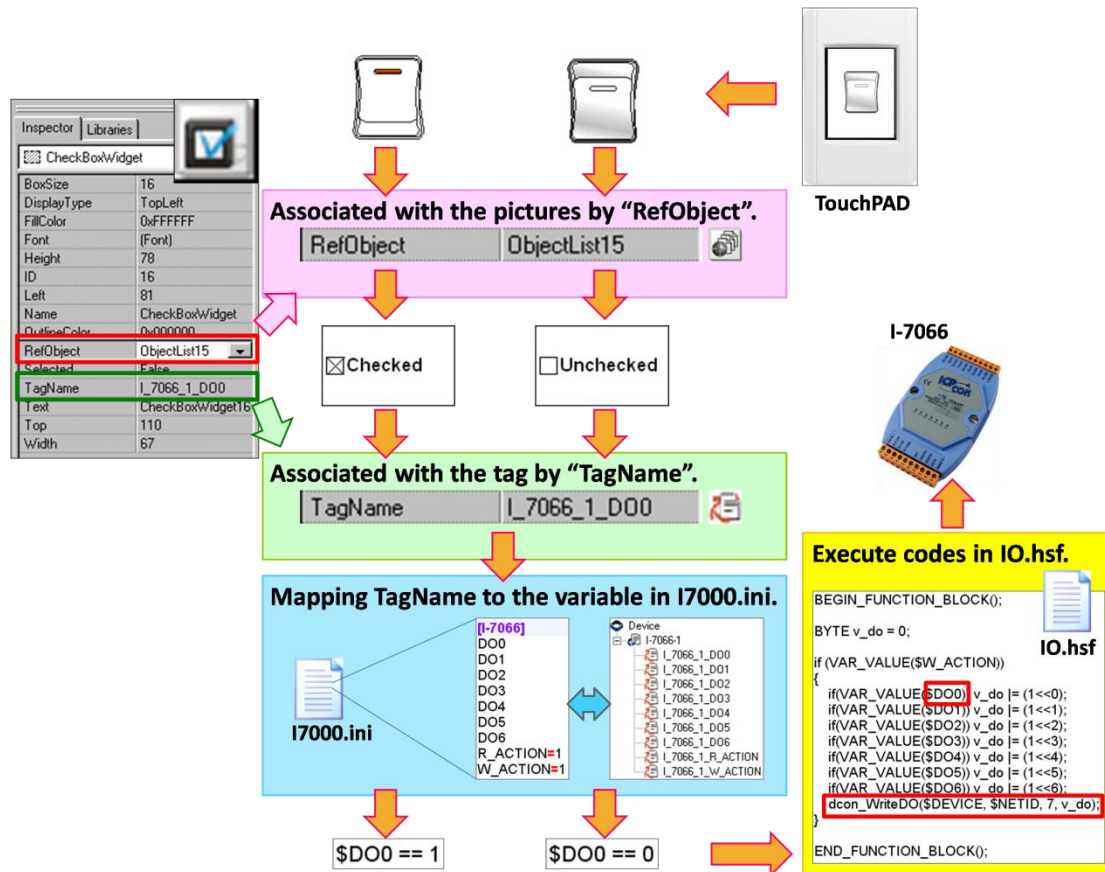 TouchPAD
Inspector
Libraries
CheckBoxWidget
BoxSize 16
DisplayType TopLeft
FillColor 0xFFFFFF
Font (Font)
Height 78
ID 16
Left 81
Name CheckBoxWidget
OutlineColor 0x000000
RefObject ObjectList15
Selected False
TagName I_7066_1_DO0
Text CheckBoxWidget16
Top 110
Width 67
Associated with the pictures by “RefObject”.
RefObject ObjectList15
Checked
Unchecked
Associated with the tag by “TagName”.
TagName I_7066_1_DO0
Mapping TagName to the variable in I7000.ini.
I7000.ini
[I-7066]
DO0
DO1
DO2
DO3
DO4
DO5
DO6
R_ACTION=1
W_ACTION=1
Device
I-7066-1
I_7066_1_DO0
I_7066_1_DO1
I_7066_1_DO2
I_7066_1_DO3
I_7066_1_DO4
I_7066_1_DO5
I_7066_1_DO6
I_7066_1_R_ACTION
I_7066_1_W_ACTION
$DO0 == 1
$DO0 == 0
I-7066
ICP
con
Execute codes in IO.hsf.
IO.hsf
BEGIN_FUNCTION_BLOCK();
BYTE v_do = 0;
if (VAR_VALUE($W_ACTION))
{
if(VAR_VALUE($DO0)) v_do |= (1<<0);
if(VAR_VALUE($DO1)) v_do |= (1<<1);
if(VAR_VALUE($DO2)) v_do |= (1<<2);
if(VAR_VALUE($DO3)) v_do |= (1<<3);
if(VAR_VALUE($DO4)) v_do |= (1<<4);
if(VAR_VALUE($DO5)) v_do |= (1<<5);
if(VAR_VALUE($DO6)) v_do |= (1<<6);
dcon_WriteDO($DEVICE, $NETID, 7, v_do);
}
END_FUNCTION_BLOCK();